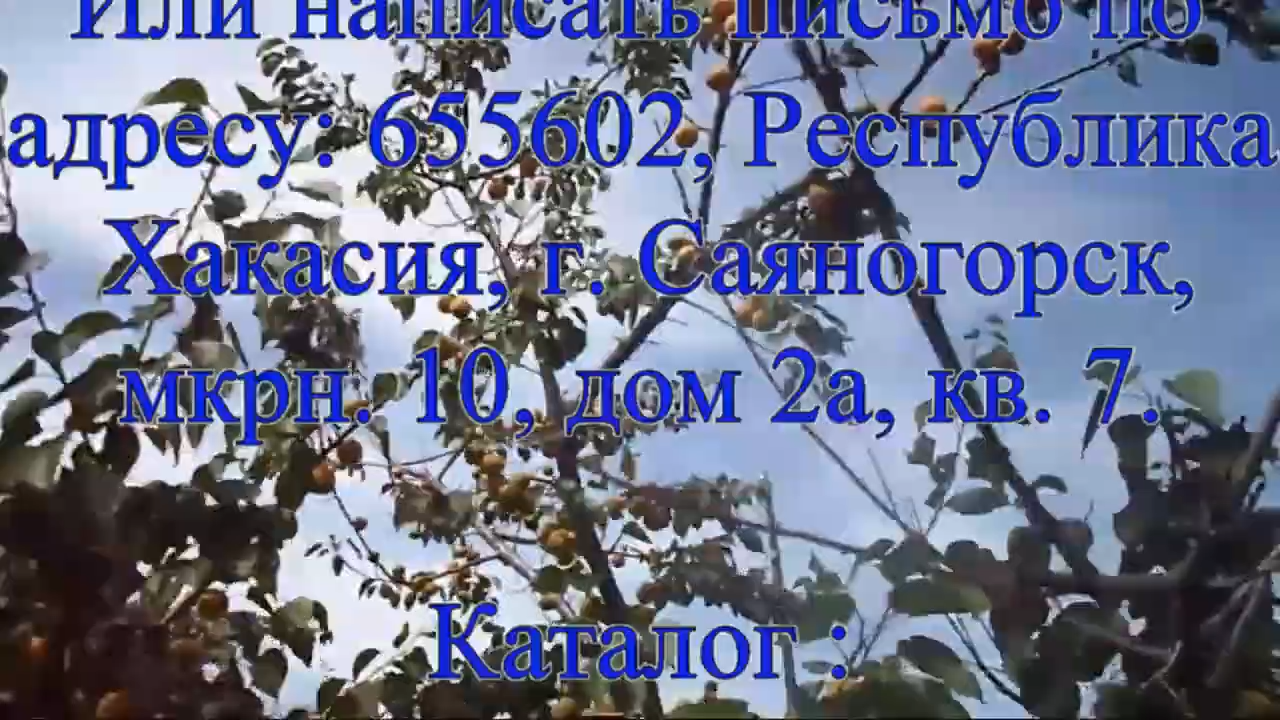 Или написать письмо по
адресу: 655602, Республика
Хакасия, г. Саяногорск,
мкрн. 10, дом 2а, кв. 7.
Каталог :